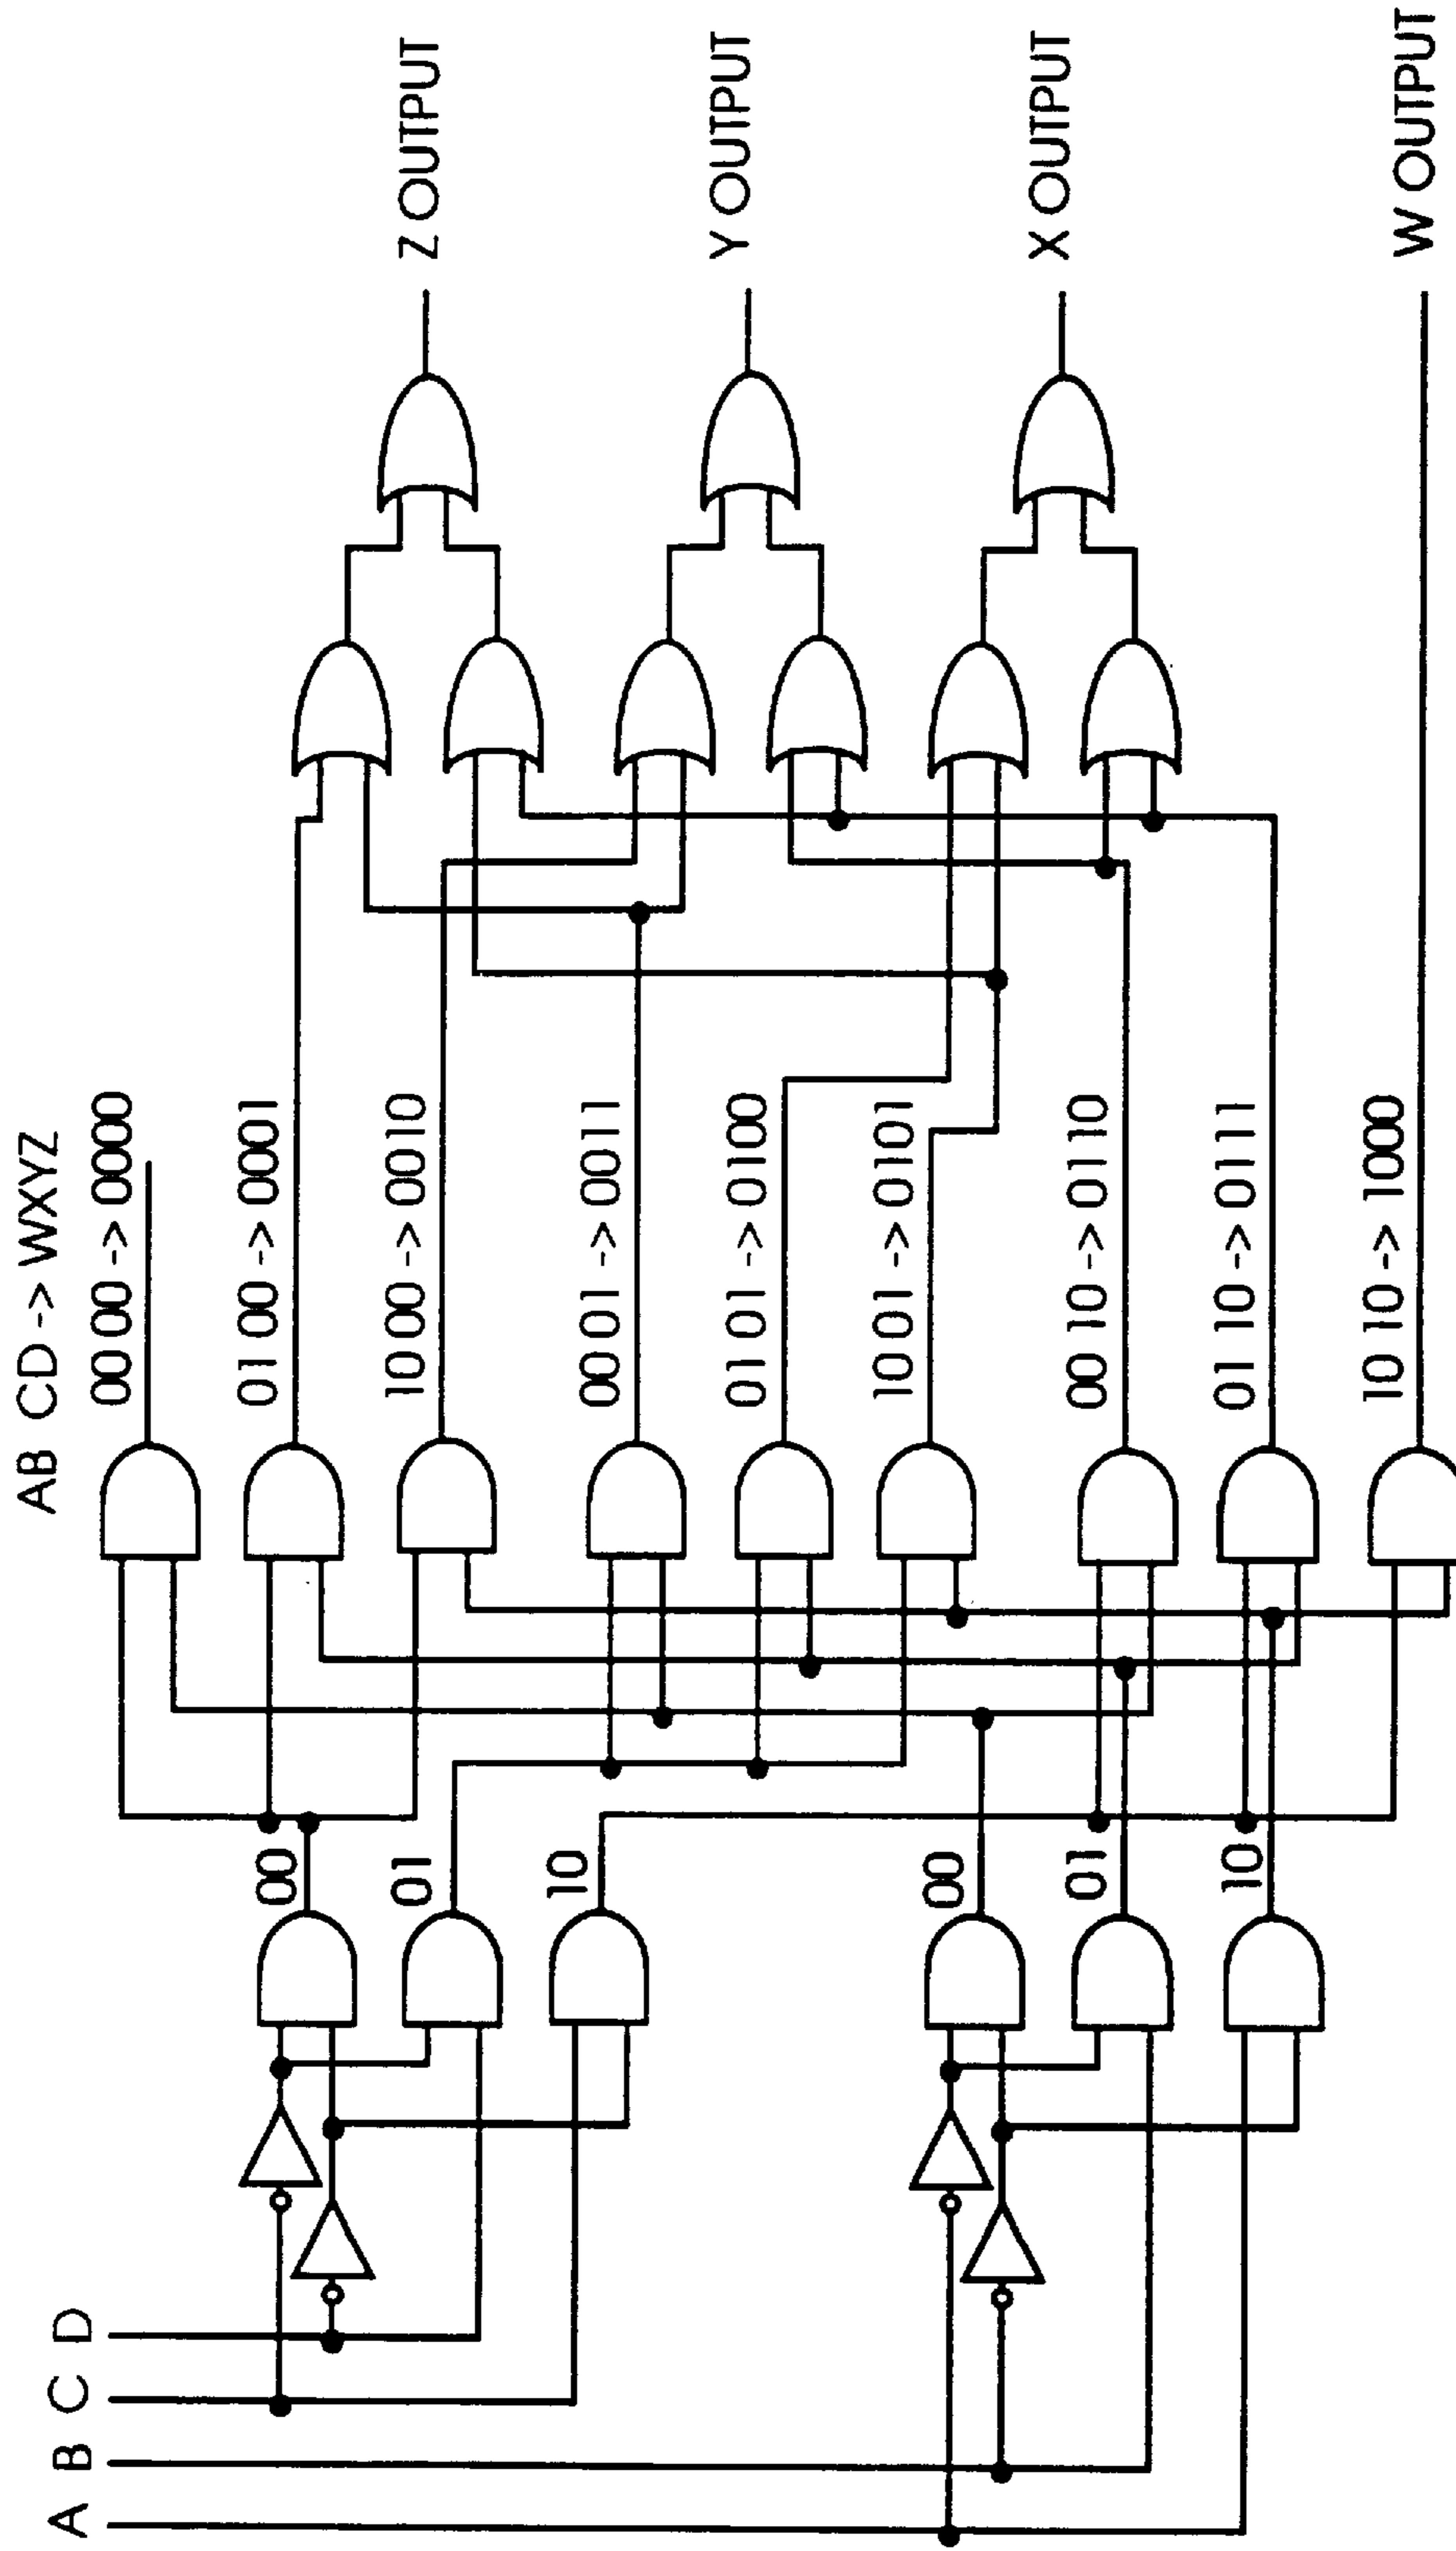 AB CD -> WXYZ
00 00 -> 0000
01 00 -> 0001
10 00 -> 0010
00 01 -> 0011
01 01 -> 0100
10 01 -> 0101
00 10 -> 0110
01 10 -> 0111
10 10 -> 1000
A B C D
00
01
10
00
01
10
Z OUTPUT
Y OUTPUT
X OUTPUT
W OUTPUT